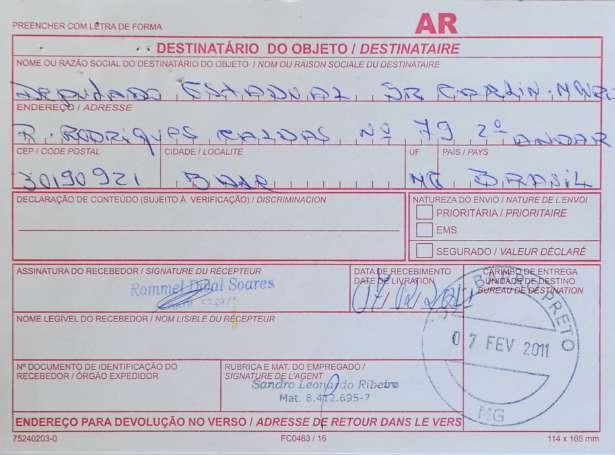 PREENCHER COM LETRA DE FORMA
AR
DESTINATÁRIO DO OBJETO / DESTINATAIRE
NOME OU RAZÃO SOCIAL DO DESTINATÁRIO DO OBJETO / NOM OU RAISON SOCIALE DU DESTINATAIRE
DEPUTADO ESTADUAL SR CARLIN MOURA
ENDEREÇO / ADRESSE
R. RODRIGUES CALDAS Nº 79 2º ANDAR
CEP / CODE POSTAL CIDADE / LOCALITÉ UF PAÍS / PAYS
30190921 MG BRASIL
DECLARAÇÃO DE CONTEÚDO (SUJEITO À VERIFICAÇÃO) / DISCRIMINACION
NATUREZA DO ENVIO / NATURE DE L'ENVOI
PRIORITÁRIA / PRIORITAIRE
EMS
SEGURADO / VALEUR DÉCLARÉ
ASSINATURA DO RECEBEDOR / SIGNATURE DU RÉCEPTEUR
Rommel Soares
DATA DE RECEBIMENTO
DATE DE LIVRATION
CARIMBO DE ENTREGA
UNIDADE DE DESTINO
BUREAU DE DESTINATION
BARRO PRETO
07 FEV 2011
MG
NOME LEGÍVEL DO RECEBEDOR / NOM LISIBLE DU RÉCEPTEUR
Nº DOCUMENTO DE IDENTIFICAÇÃO DO
RECEBEDOR / ÓRGÃO EXPEDIDOR
RUBRICA E MAT. DO EMPREGADO /
SIGNATURE DE L'AGENT
Sandro Leonardo Ribeiro
Mat. 8.412.695-7
ENDEREÇO PARA DEVOLUÇÃO NO VERSO / ADRESSE DE RETOUR DANS LE VERS
75240203-0 FC0463 / 16 114 x 165 mm